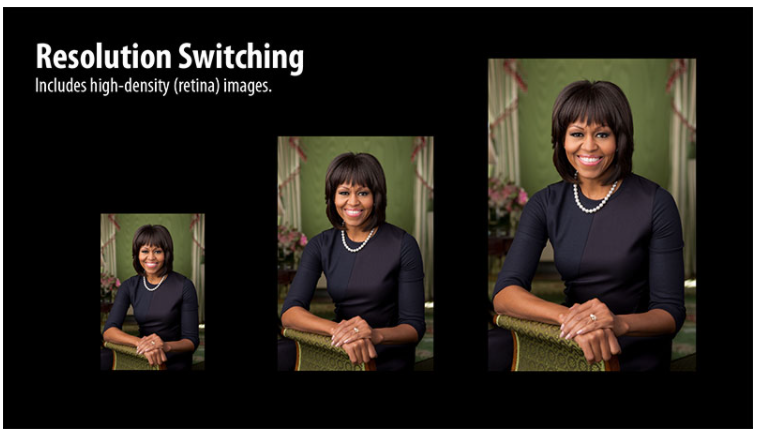 Resolution Switching
Includes high-density (retina) images.